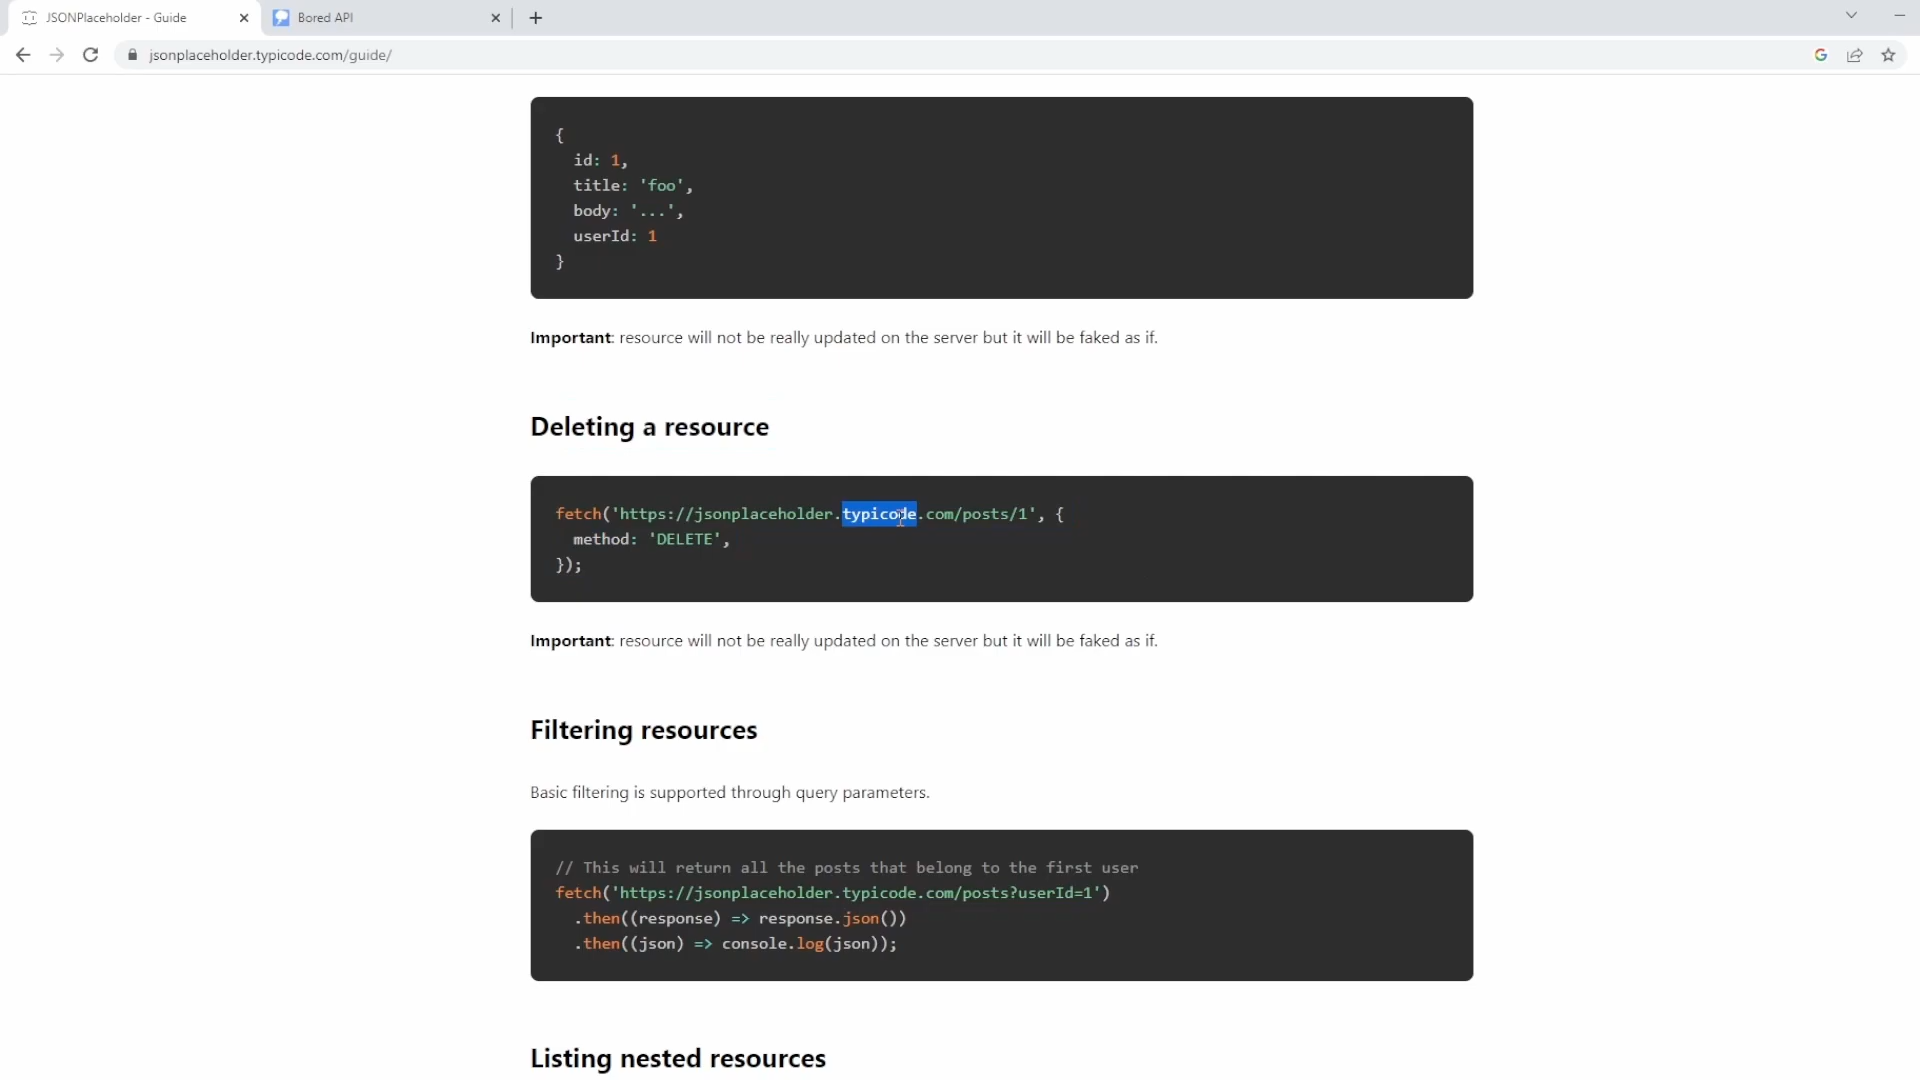 JSONPlaceholder - Guide
Bored API
jsonplaceholder.typicode.com/guide/
{
  id: 1,
  title: 'foo',
  body: '...',
  userId: 1
}
Important: resource will not be really updated on the server but it will be faked as if.
Deleting a resource
fetch('https://jsonplaceholder.typicode.com/posts/1', {
  method: 'DELETE',
});
Important: resource will not be really updated on the server but it will be faked as if.
Filtering resources
Basic filtering is supported through query parameters.
// This will return all the posts that belong to the first user
fetch('https://jsonplaceholder.typicode.com/posts?userId=1')
  .then((response) => response.json())
  .then((json) => console.log(json));
Listing nested resources